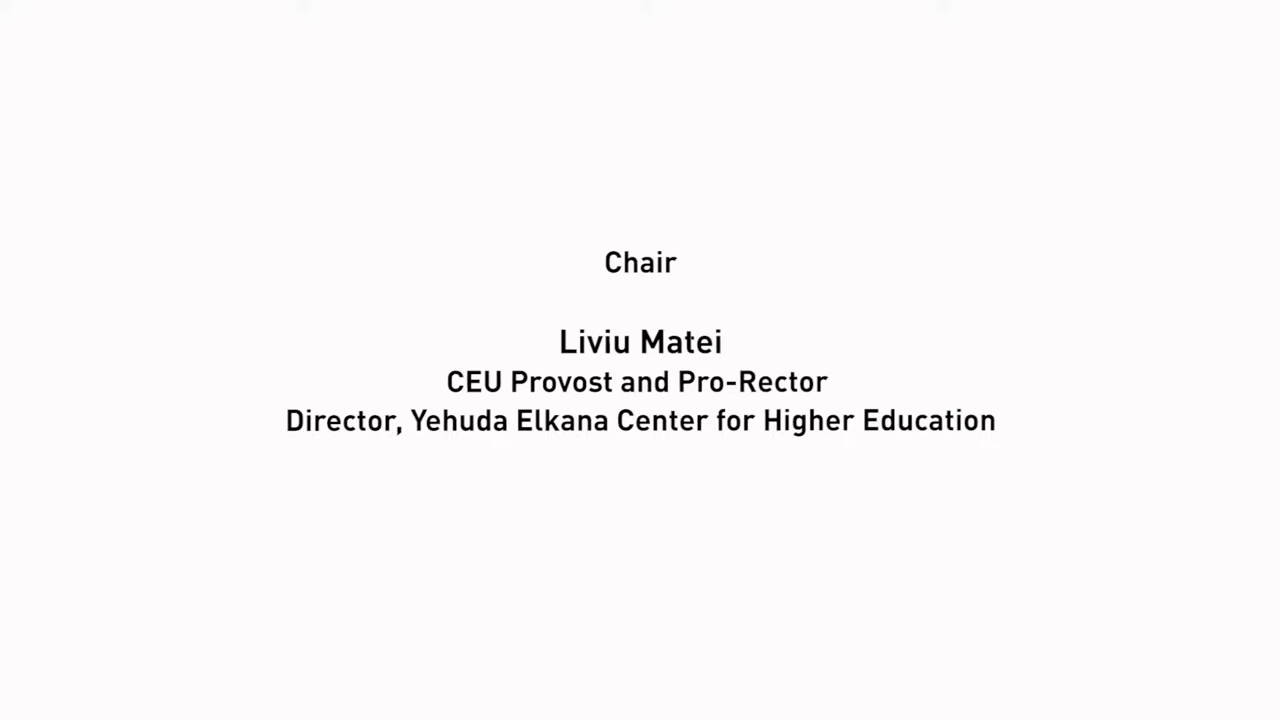 Chair
Liviu Matei
CEU Provost and Pro-Rector
Director, Yehuda Elkana Center for Higher Education